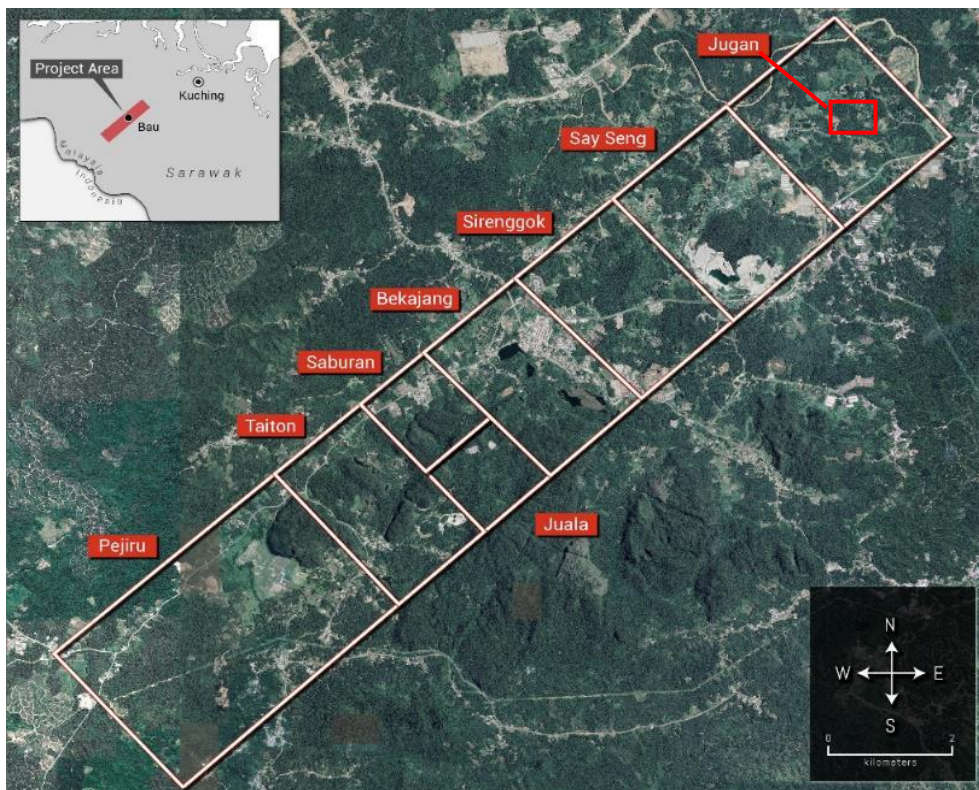 Project Area
Kuching
Bau
Malaysia
Indonesia
Sarawak
Jugan
Say Seng
Sirenggok
Bekajang
Saburan
Taiton
Pejiru
Juala
N
W
E
S
0
2
kilometers